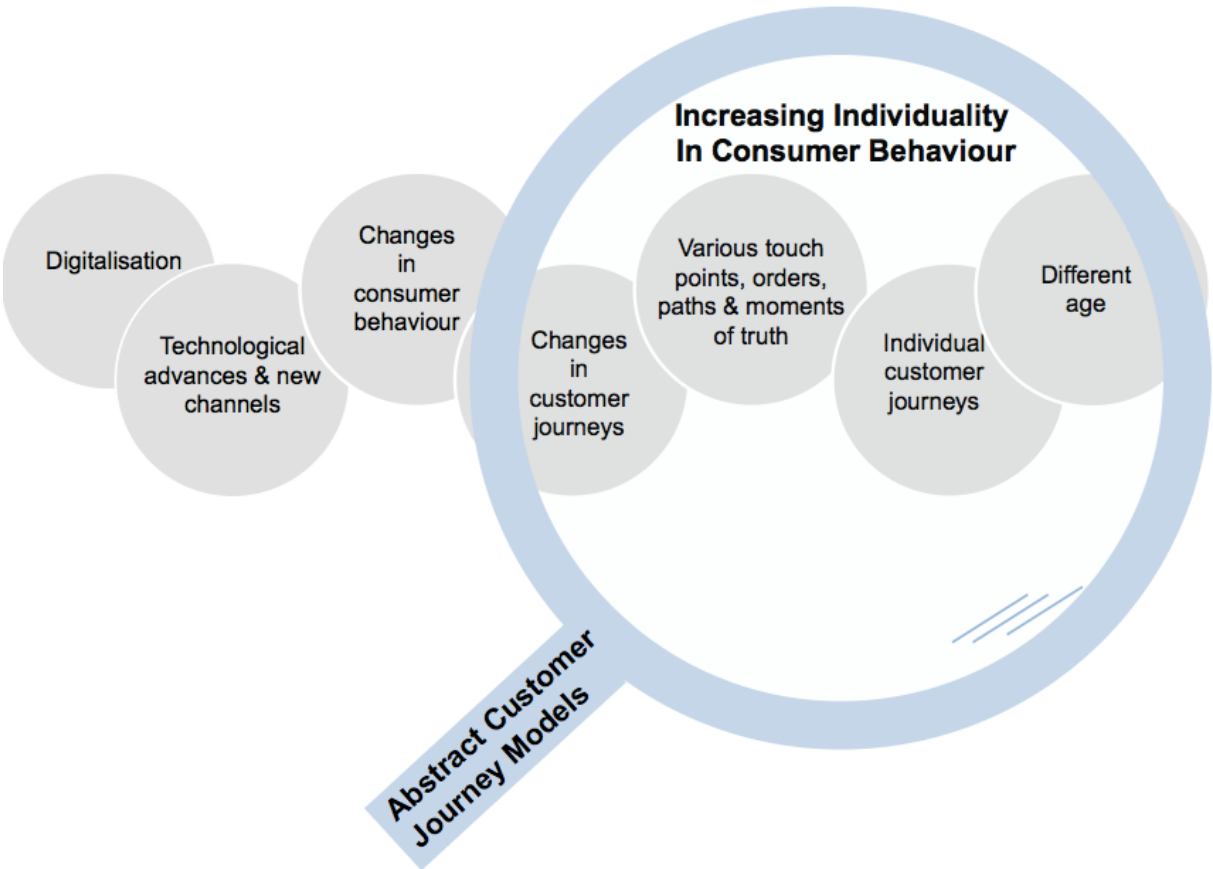 Increasing Individuality
In Consumer Behaviour
Digitalisation
Technological
advances & new
channels
Changes
in
consumer
behaviour
Changes
in
customer
journeys
Various touch
points, orders,
paths & moments
of truth
Individual
customer
journeys
Different
age
Abstract Customer
Journey Models